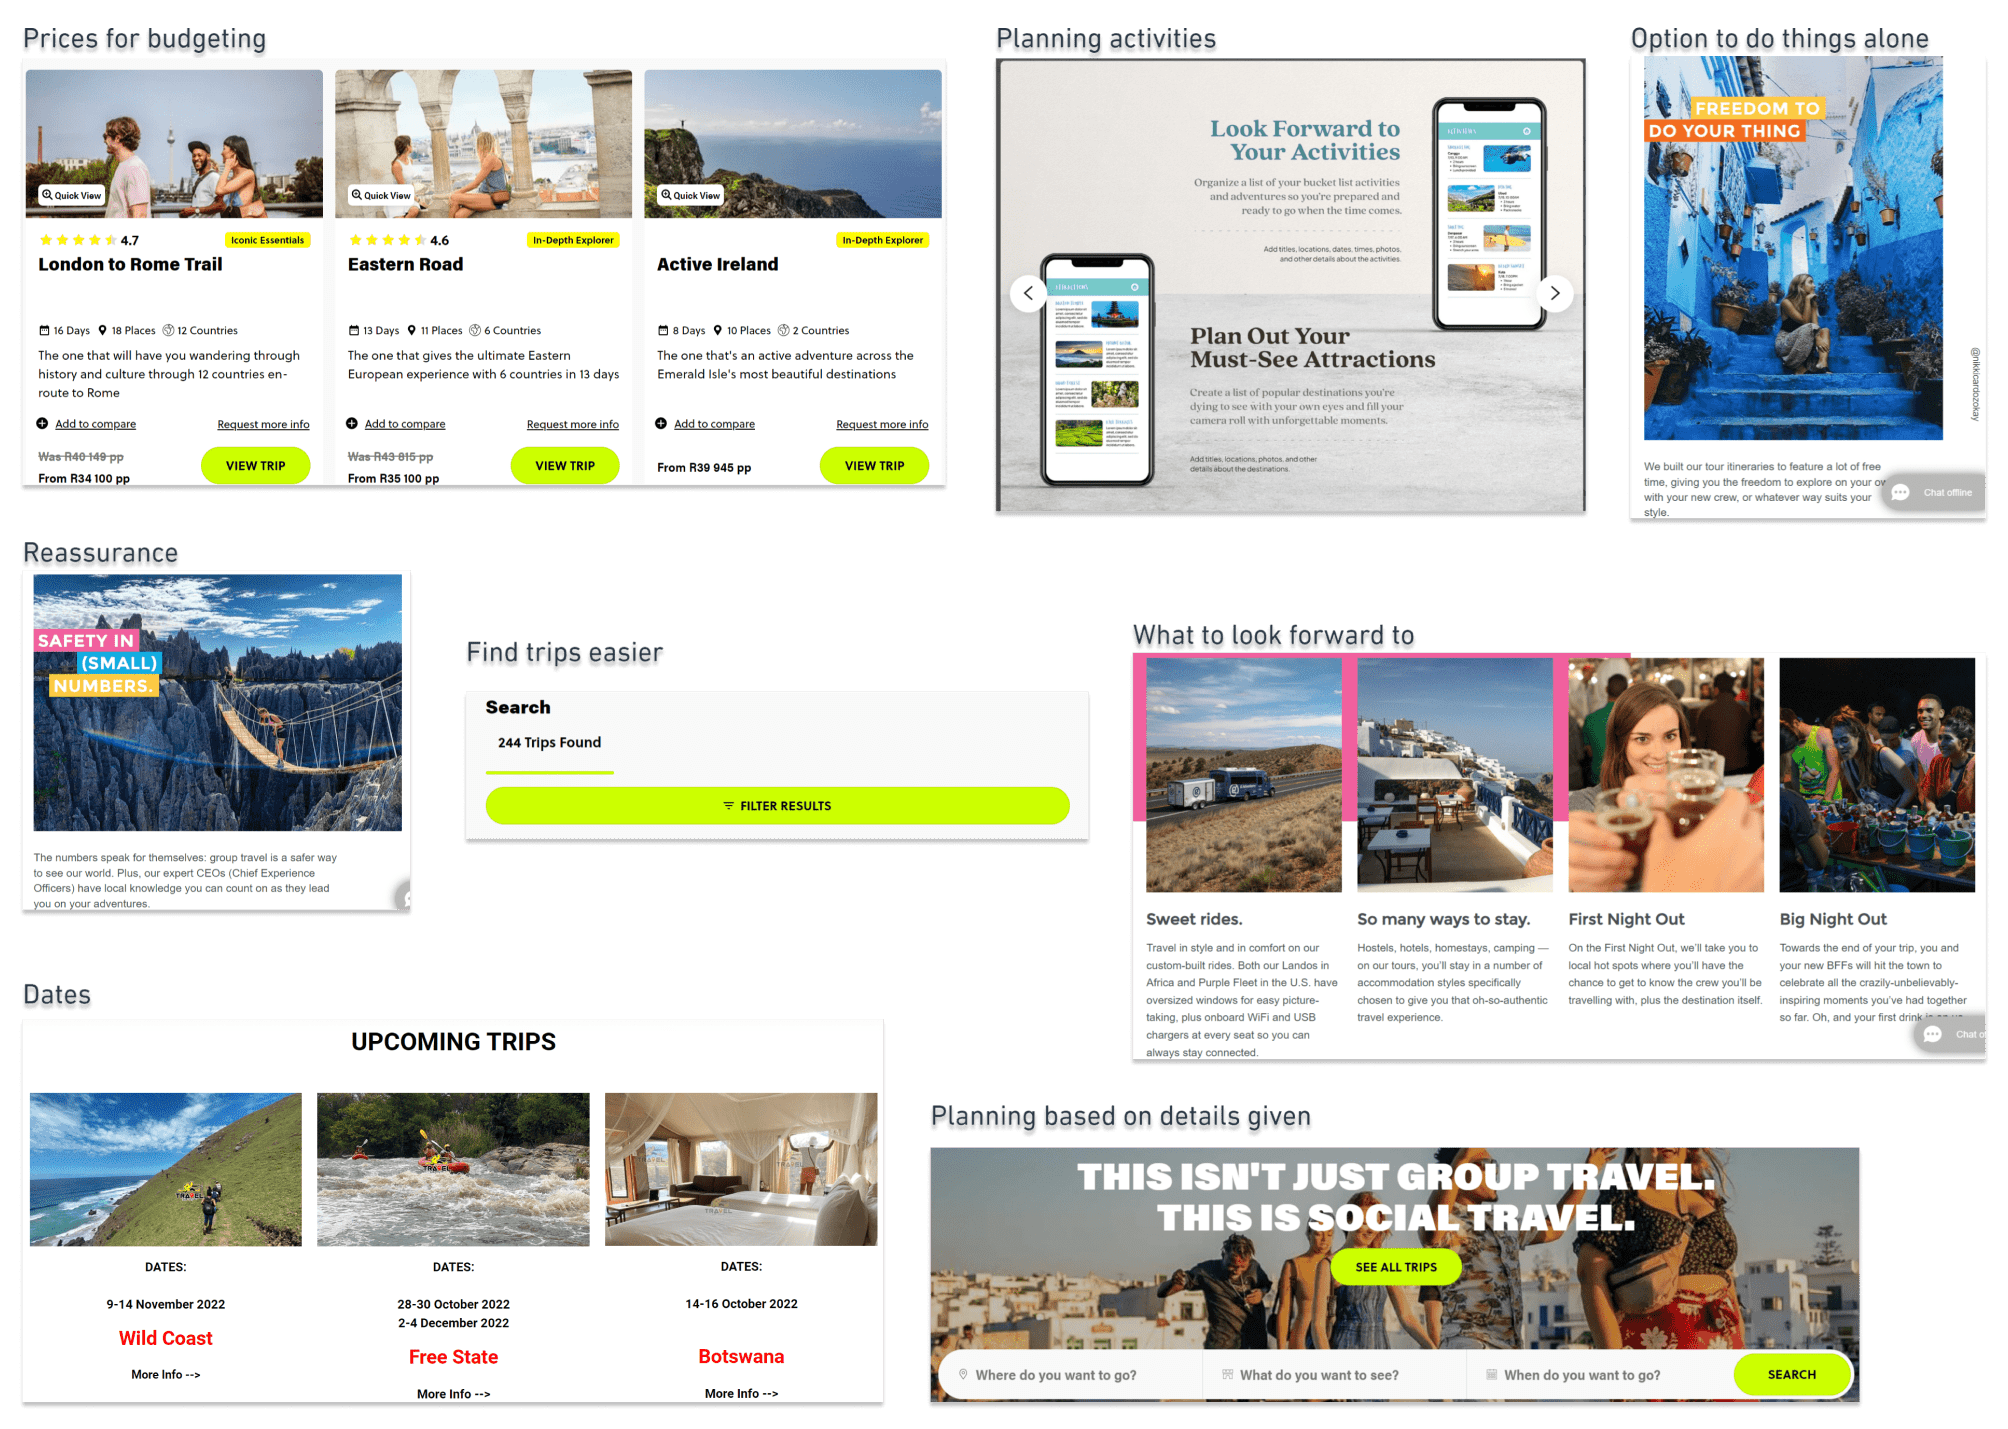 Prices for budgeting
Quick View
4.7
Iconic Essentials
London to Rome Trail
16 Days 18 Places 12 Countries
The one that will have you wandering through
history and culture through 12 countries en-
route to Rome
Add to compare
Request more info
Was R40 149 pp
From R34 100 pp
VIEW TRIP
Quick View
4.6
In-Depth Explorer
Eastern Road
13 Days 11 Places 6 Countries
The one that gives the ultimate Eastern
European experience with 6 countries in 13 days
Add to compare
Request more info
Was R43 815 pp
From R35 100 pp
VIEW TRIP
Quick View
In-Depth Explorer
Active Ireland
8 Days 10 Places 2 Countries
The one that's an active adventure across the
Emerald Isle's most beautiful destinations
Add to compare
Request more info
From R39 945 pp
VIEW TRIP
Planning activities
Look Forward to
Your Activities
Organize a list of your bucket list activities
and adventures so you're prepared and
ready to go when the time comes.
Add titles, locations, dates, times, photos,
and other details about the activities.
ACTIVITIES
ATTRACTIONS
Plan Out Your
Must-See Attractions
Create a list of popular destinations you're
dying to see with your own eyes and fill your
camera roll with unforgettable moments.
Add titles, locations, photos, and other
details about the destinations.
Option to do things alone
FREEDOM TO
DO YOUR THING
@nikkicardozokay
We built our tour itineraries to feature a lot of free
time, giving you the freedom to explore on your ow
with your new crew, or whatever way suits your
style.
Chat offline
Reassurance
SAFETY IN
(SMALL)
NUMBERS.
The numbers speak for themselves: group travel is a safer way
to see our world. Plus, our expert CEOs (Chief Experience
Officers) have local knowledge you can count on as they lead
you on your adventures.
Find trips easier
Search
244 Trips Found
FILTER RESULTS
What to look forward to
Sweet rides.
Travel in style and in comfort on our
custom-built rides. Both our Landos in
Africa and Purple Fleet in the U.S. have
oversized windows for easy picture-
taking, plus onboard WiFi and USB
chargers at every seat so you can
always stay connected.
So many ways to stay.
Hostels, hotels, homestays, camping —
on our tours, you'll stay in a number of
accommodation styles specifically
chosen to give you that oh-so-authentic
travel experience.
First Night Out
On the First Night Out, we'll take you to
local hot spots where you'll have the
chance to get to know the crew you'll be
travelling with, plus the destination itself.
Big Night Out
Towards the end of your trip, you and
your new BFFs will hit the town to
celebrate all the crazily-unbelievably-
inspiring moments you've had together
so far. Oh, and your first drink is on us.
Chat of
Dates
UPCOMING TRIPS
TRAVEL
DATES:
9-14 November 2022
Wild Coast
More Info -->
TRAVEL
DATES:
28-30 October 2022
2-4 December 2022
Free State
More Info -->
TRAVEL
TRAVEL
TRAVEL
DATES:
14-16 October 2022
Botswana
More Info -->
Planning based on details given
THIS ISN'T JUST GROUP TRAVEL.
THIS IS SOCIAL TRAVEL.
SEE ALL TRIPS
Where do you want to go?
What do you want to see?
When do you want to go?
SEARCH